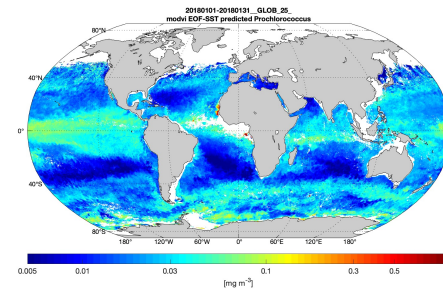 20180101-20180131__GLOB_25_
modvi EOF-SST predicted Prochlorococcus
80°N
40°N
0°
40°S
80°S
180° 120°W 60°W 0° 60°E 120°E 180°
0.005 0.01 0.03 0.1 0.3 0.5
[mg m⁻³]